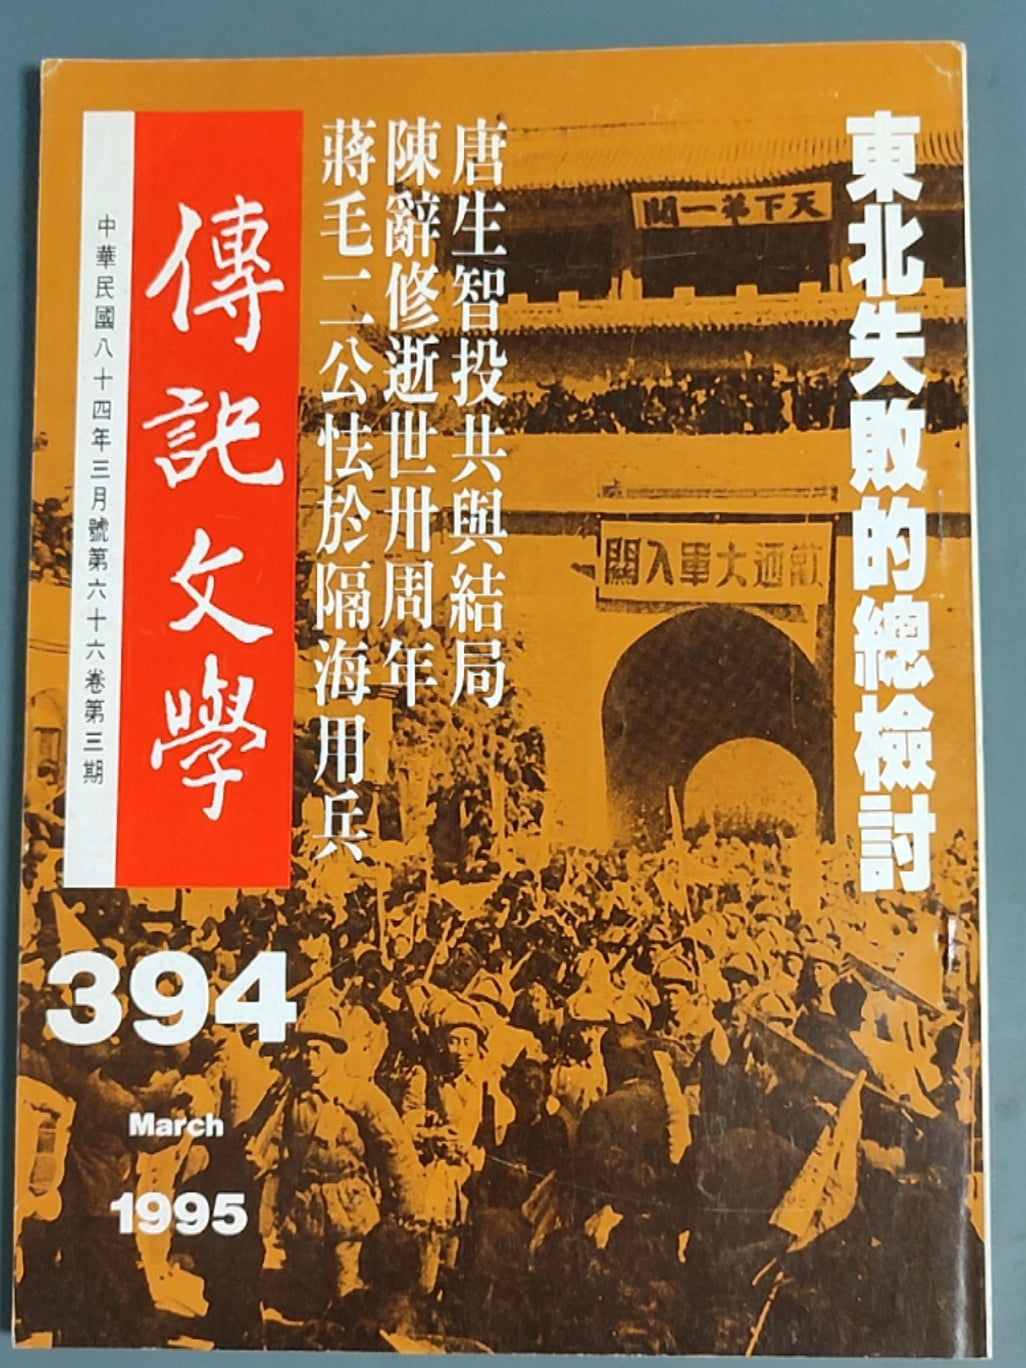 東北失敗的總檢討
天下第一關
歡迎大軍入關
唐生智投共與結局
陳辭修逝世卅周年
蔣毛二公怯於隔海用兵
傳記文學
中華民國八十四年三月號第六十六卷第三期
394
March
1995